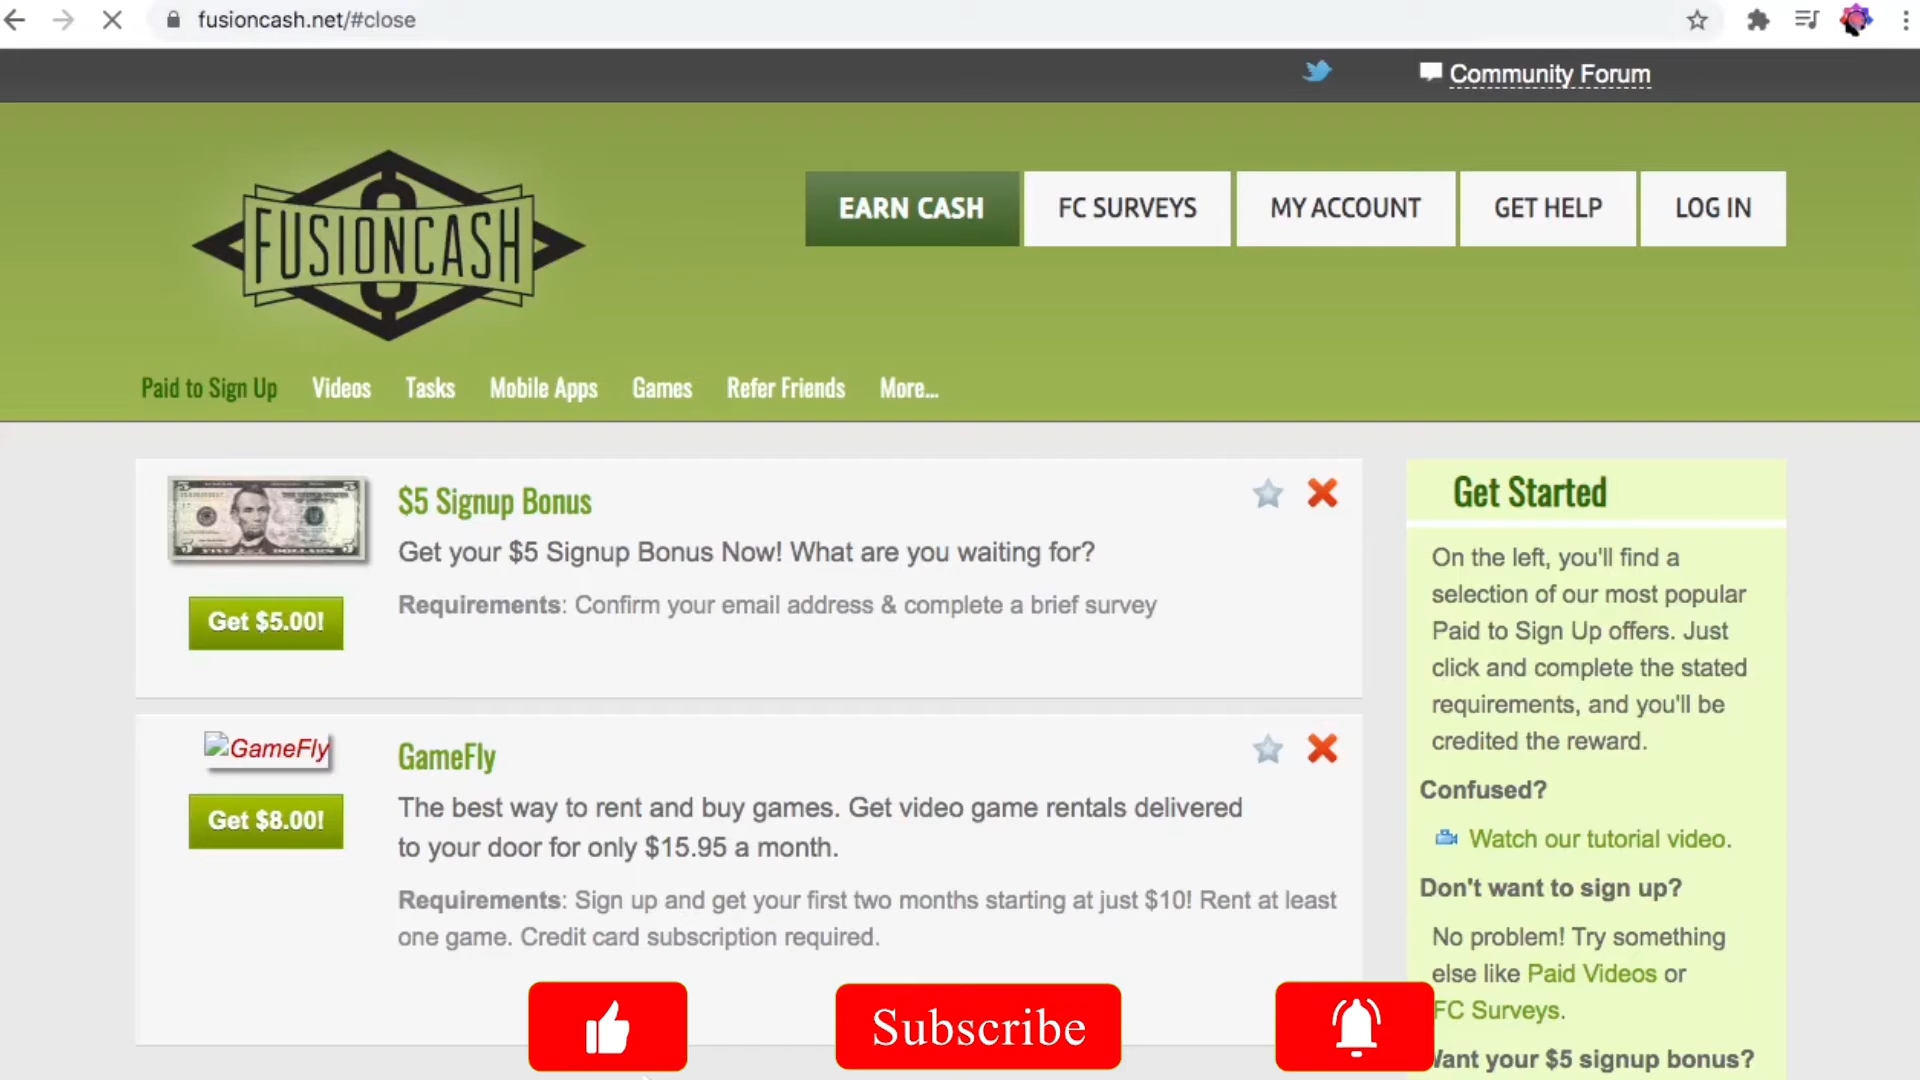 fusioncash.net/#close
Community Forum
FUSIONCASH
EARN CASH
FC SURVEYS
MY ACCOUNT
GET HELP
LOG IN
Paid to Sign Up
Videos
Tasks
Mobile Apps
Games
Refer Friends
More...
$5 Signup Bonus
Get your $5 Signup Bonus Now! What are you waiting for?
Requirements: Confirm your email address & complete a brief survey
Get $5.00!
GameFly
GameFly
The best way to rent and buy games. Get video game rentals delivered
to your door for only $15.95 a month.
Get $8.00!
Requirements: Sign up and get your first two months starting at just $10! Rent at least
one game. Credit card subscription required.
Get Started
On the left, you'll find a
selection of our most popular
Paid to Sign Up offers. Just
click and complete the stated
requirements, and you'll be
credited the reward.
Confused?
Watch our tutorial video.
Don't want to sign up?
No problem! Try something
else like Paid Videos or
FC Surveys.
Want your $5 signup bonus?
Subscribe